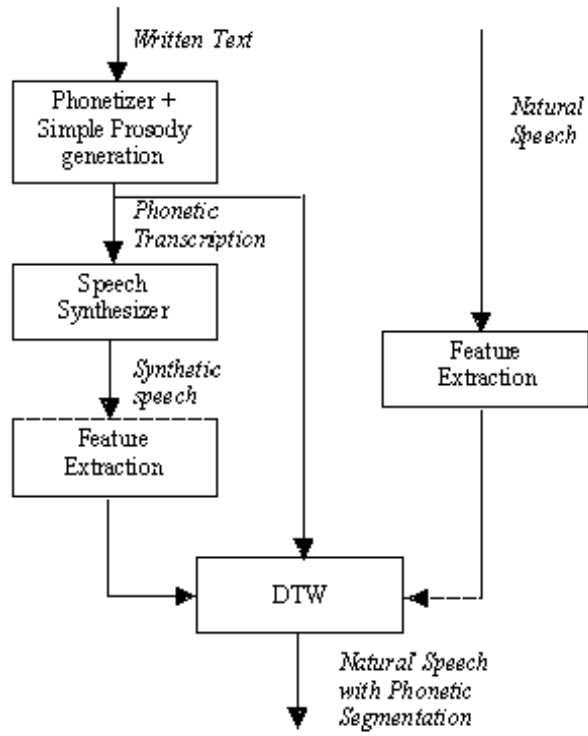 Written Text
Phonetizer +
Simple Prosody
generation
Natural
Speech
Phonetic
Transcription
Speech
Synthesizer
Synthetic
speech
Feature
Extraction
Feature
Extraction
DTW
Natural Speech
with Phonetic
Segmentation